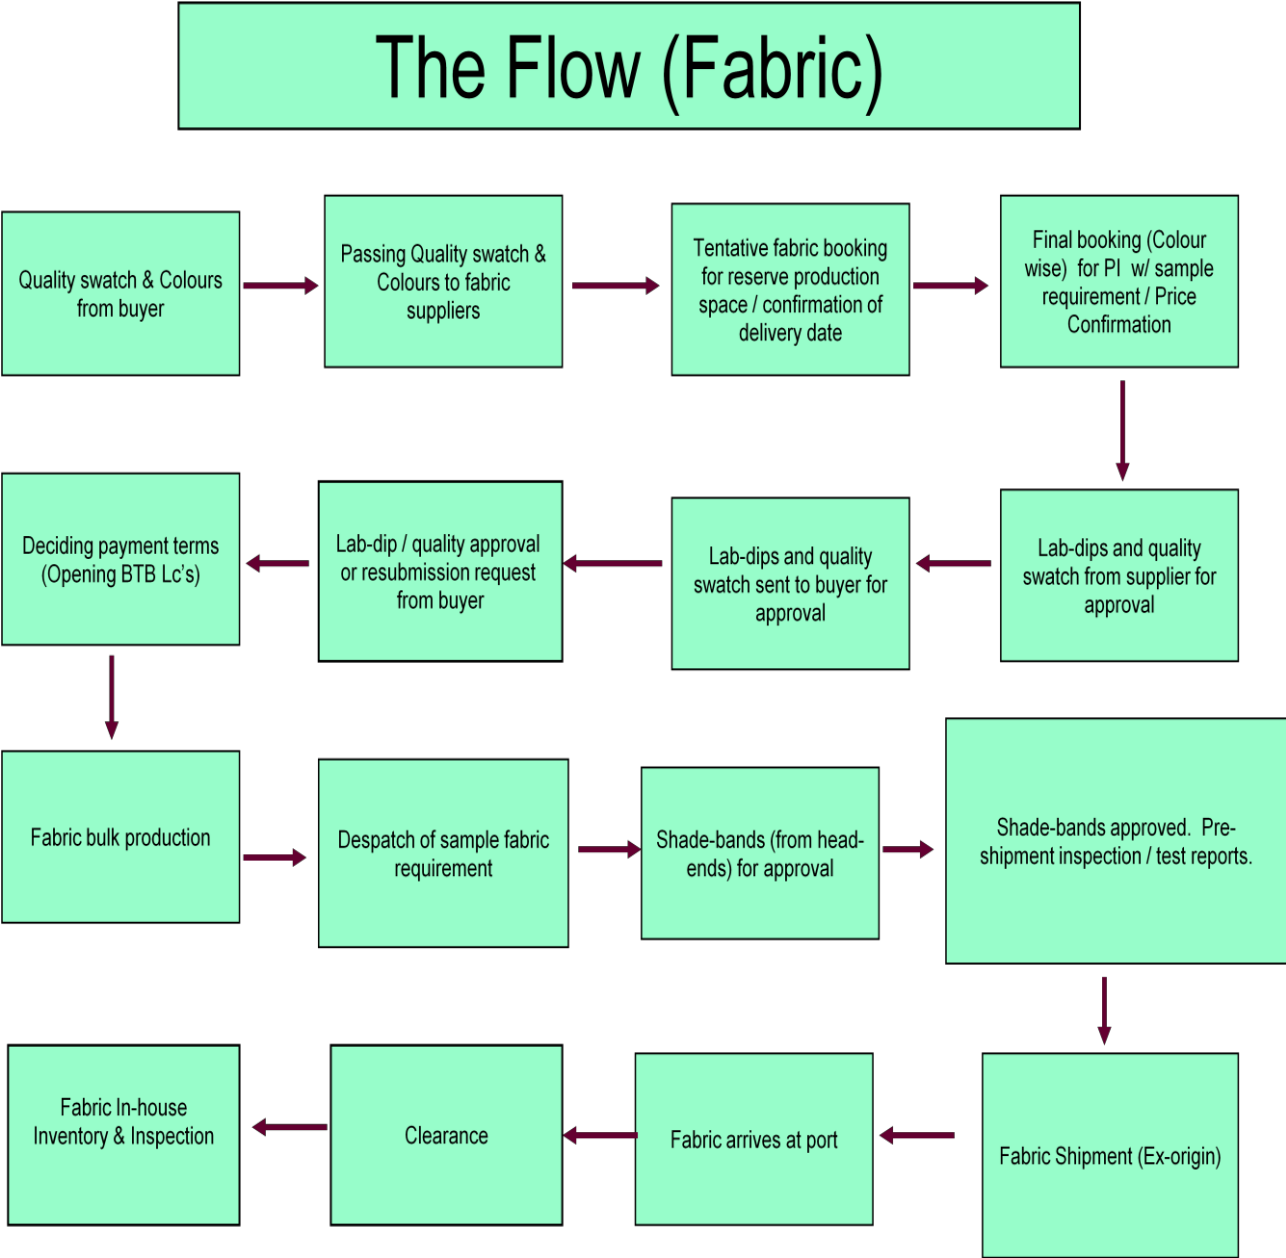 The Flow (Fabric)
Quality swatch & Colours
from buyer
Passing Quality swatch &
Colours to fabric
suppliers
Tentative fabric booking
for reserve production
space / confirmation of
delivery date
Final booking (Colour
wise)  for PI  w/ sample
requirement / Price
Confirmation
Lab-dips and quality
swatch from supplier for
approval
Lab-dips and quality
swatch sent to buyer for
approval
Lab-dip / quality approval
or resubmission request
from buyer
Deciding payment terms
(Opening BTB Lc’s)
Fabric bulk production
Despatch of sample fabric
requirement
Shade-bands (from head-
ends) for approval
Shade-bands approved.  Pre-
shipment inspection / test reports.
Fabric Shipment (Ex-origin)
Fabric arrives at port
Clearance
Fabric In-house
Inventory & Inspection